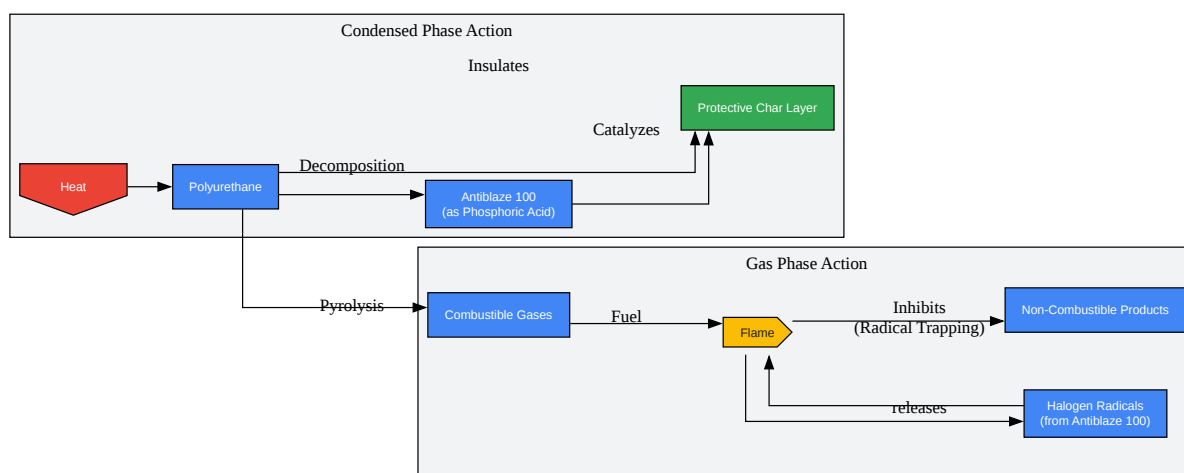 Condensed Phase Action
Insulates
Protective Char Layer
Catalyzes
Decomposition
Heat
Polyurethane
Antiblaze 100
(as Phosphoric Acid)
Gas Phase Action
Pyrolysis
Combustible Gases
Fuel
Flame
Inhibits
(Radical Trapping)
Non-Combustible Products
releases
Halogen Radicals
(from Antiblaze 100)